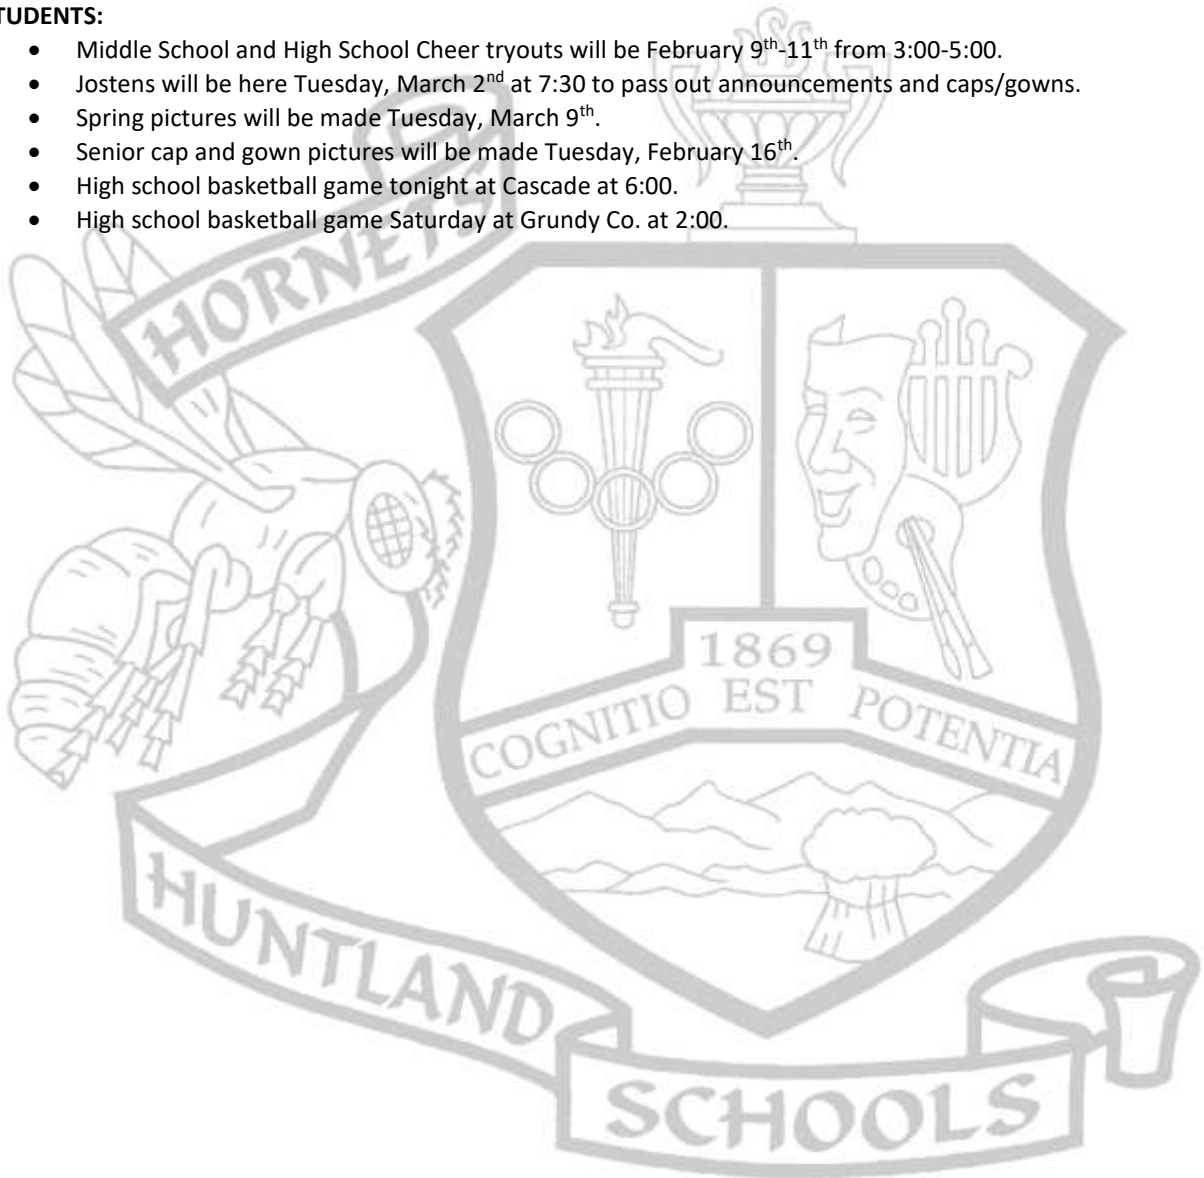 TUDENTS:
• Middle School and High School Cheer tryouts will be February 9th-11th from 3:00-5:00.
• Jostens will be here Tuesday, March 2nd at 7:30 to pass out announcements and caps/gowns.
• Spring pictures will be made Tuesday, March 9th.
• Senior cap and gown pictures will be made Tuesday, February 16th.
• High school basketball game tonight at Cascade at 6:00.
• High school basketball game Saturday at Grundy Co. at 2:00.
HORNETS
1869
COGNITIO EST POTENTIA
HUNTLAND
SCHOOLS